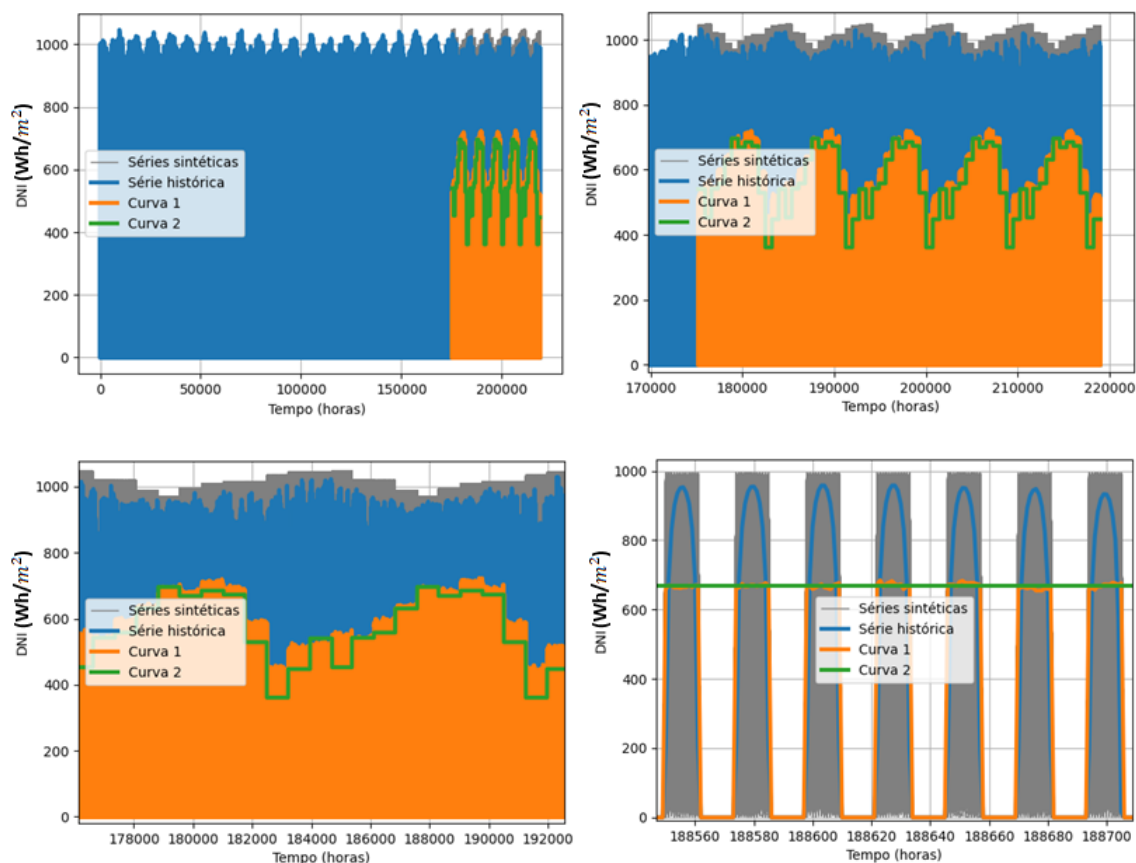 1000
800
600
400
200
0
DNI (Wh/m²)
Séries sintéticas
Série histórica
Curva 1
Curva 2
0
50000
100000
150000
200000
Tempo (horas)
1000
800
600
400
200
0
DNI (Wh/m²)
Séries sintéticas
Série histórica
Curva 1
Curva 2
170000
180000
190000
200000
210000
220000
Tempo (horas)
1000
800
600
400
200
0
DNI (Wh/m²)
Séries sintéticas
Série histórica
Curva 1
Curva 2
178000
180000
182000
184000
186000
188000
190000
192000
Tempo (horas)
1000
800
600
400
200
0
DNI (Wh/m²)
Séries sintéticas
Série histórica
Curva 1
Curva 2
188560
188580
188600
188620
188640
188660
188680
188700
Tempo (horas)